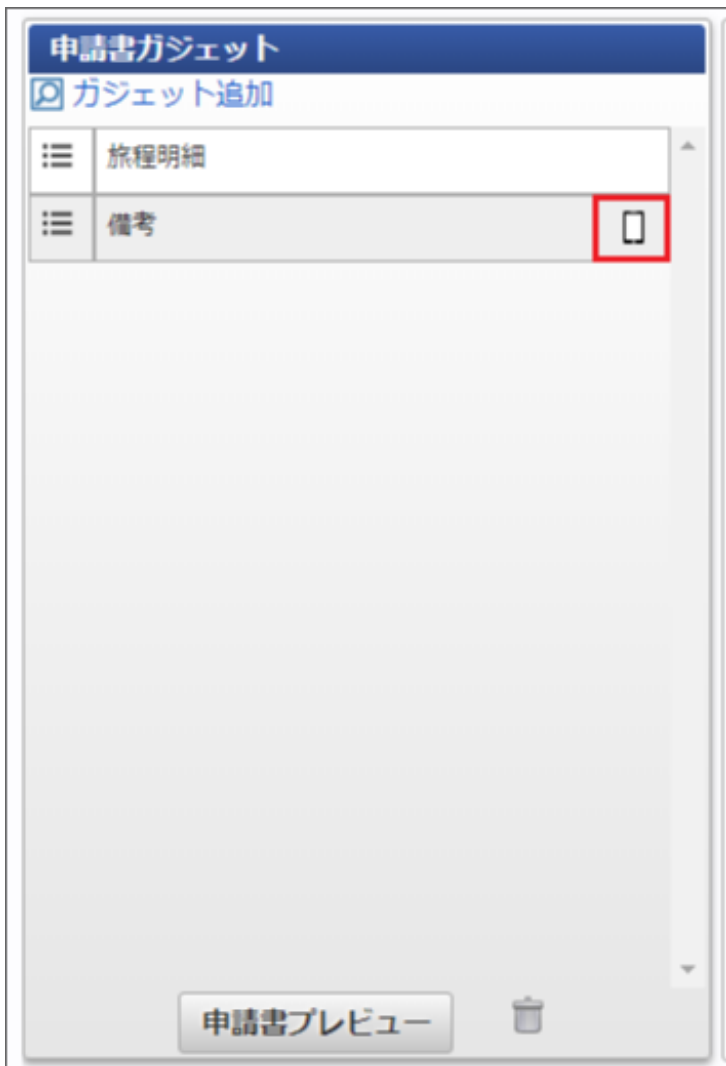 申請書ガジェット
ガジェット追加
旅程明細
備考
申請書プレビュー